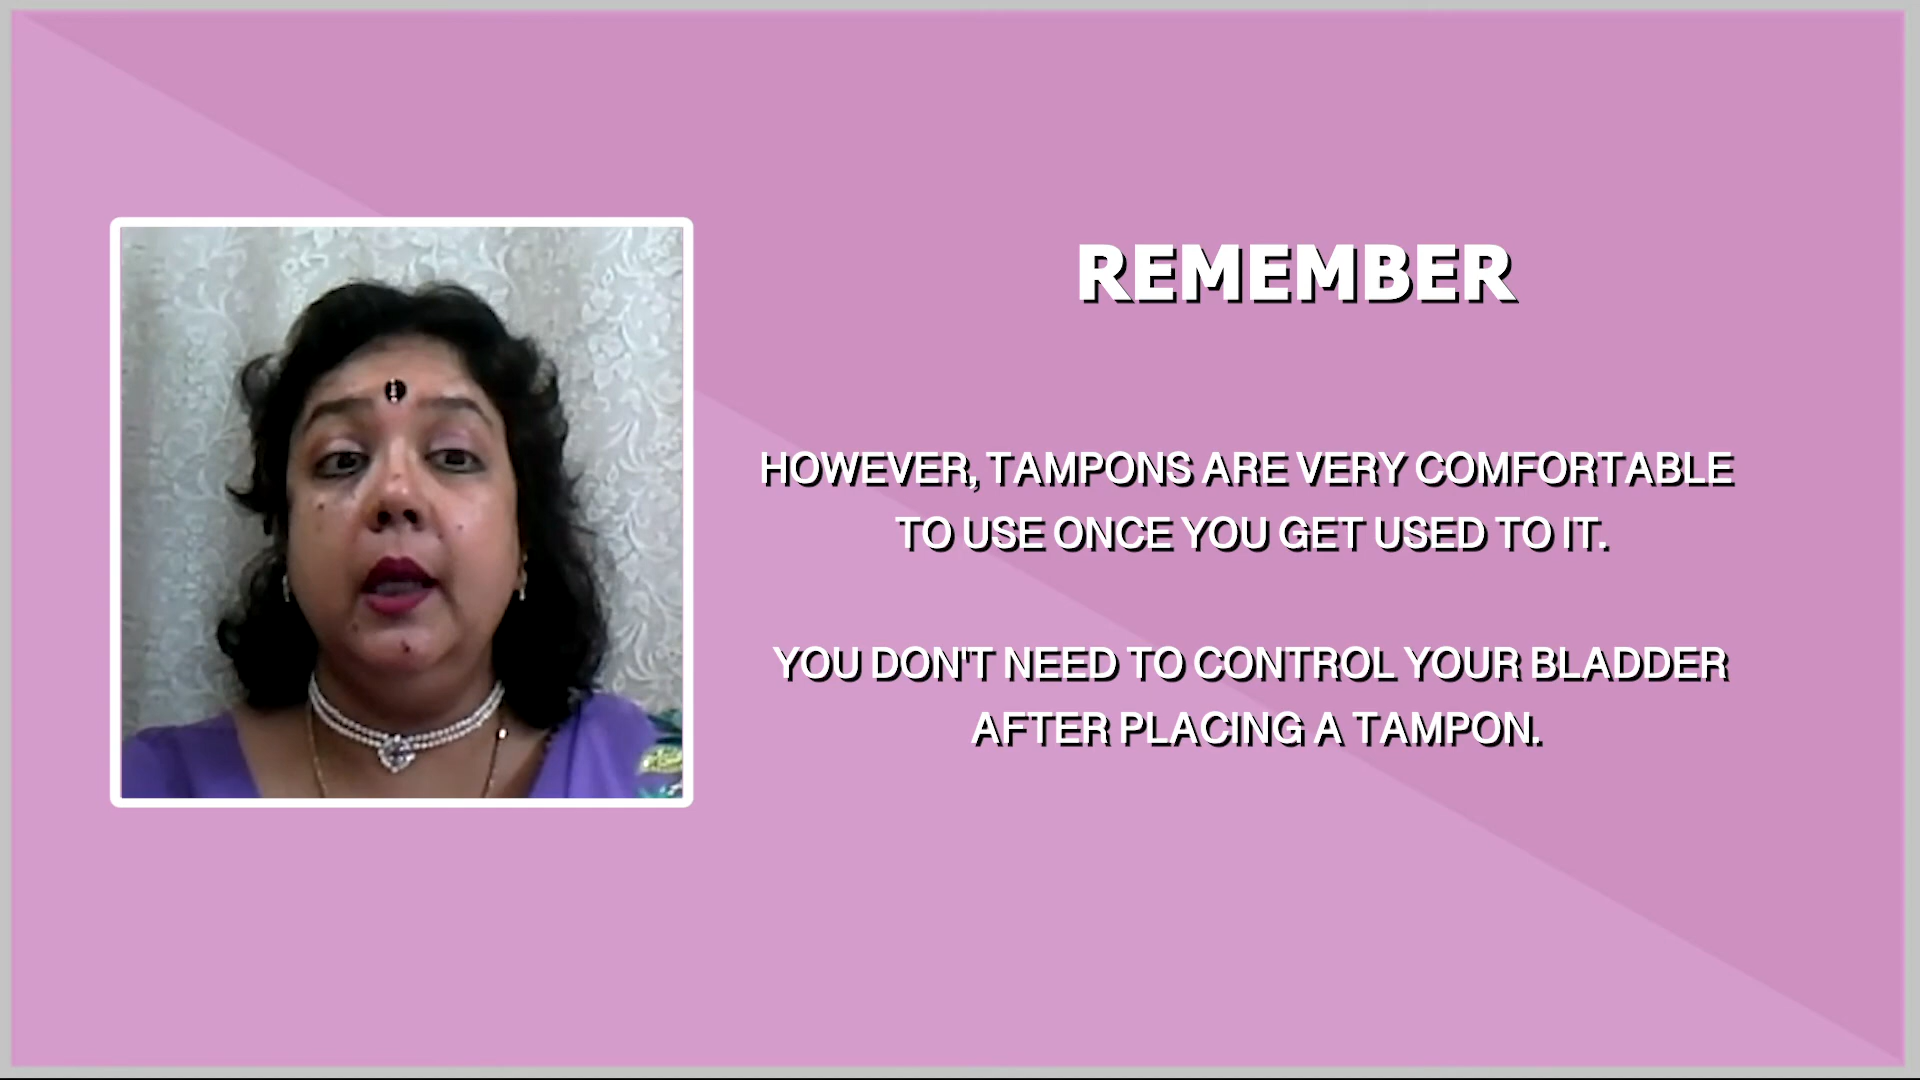 REMEMBER
HOWEVER, TAMPONS ARE VERY COMFORTABLE
TO USE ONCE YOU GET USED TO IT.
YOU DON'T NEED TO CONTROL YOUR BLADDER
AFTER PLACING A TAMPON.